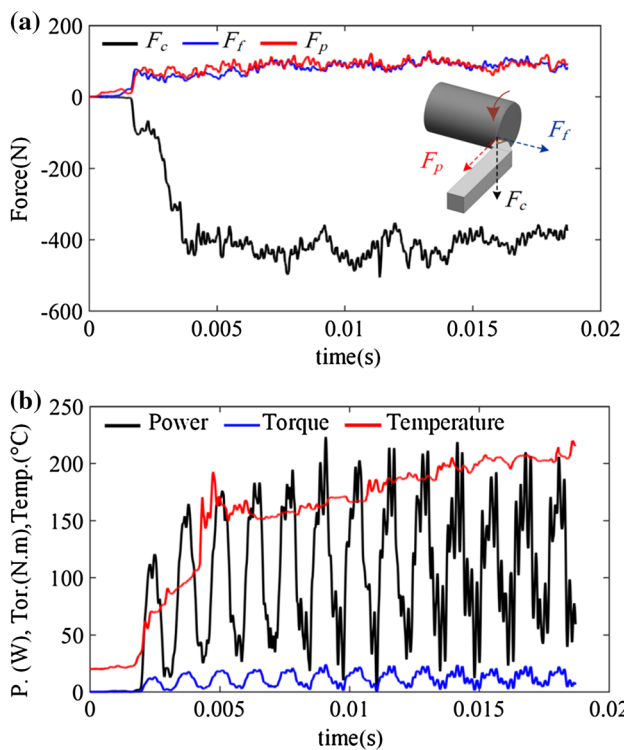 (a)
200
0
-200
-400
-600
Force(N)
Fc Ff Fp
Ff
Fp
Fc
0 0.005 0.01 0.015 0.02
time(s)
(b)
250
200
150
100
50
0
P. (W), Tor.(N.m),Temp.(°C)
Power Torque Temperature
0 0.005 0.01 0.015 0.02
time(s)